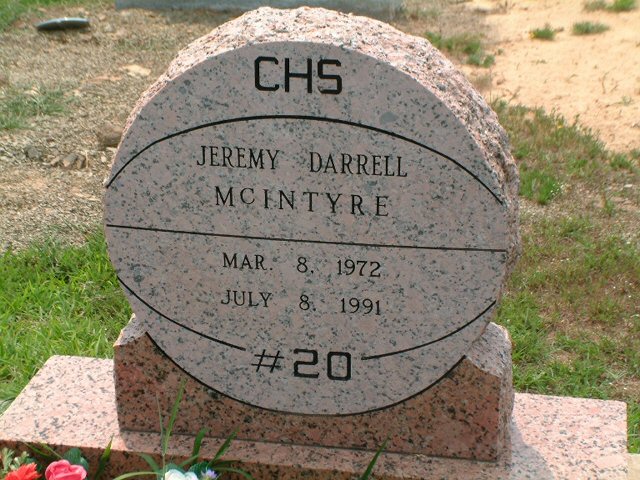 CHS
JEREMY DARRELL
MCINTYRE
MAR. 8. 1972
JULY 8. 1991
#20